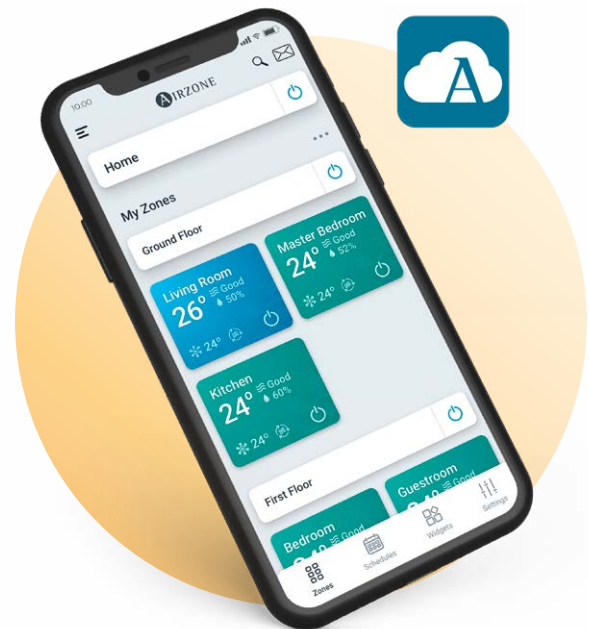 10:00
AIRZONE
Home
My Zones
Ground Floor
Living Room
26° Good
50%
24°
Master Bedroom
24° Good
52%
24°
Kitchen
24° Good
60%
24°
First Floor
Bedroom
Good
Guestroom
Good
Zones
Schedules
Widgets
Settings
A